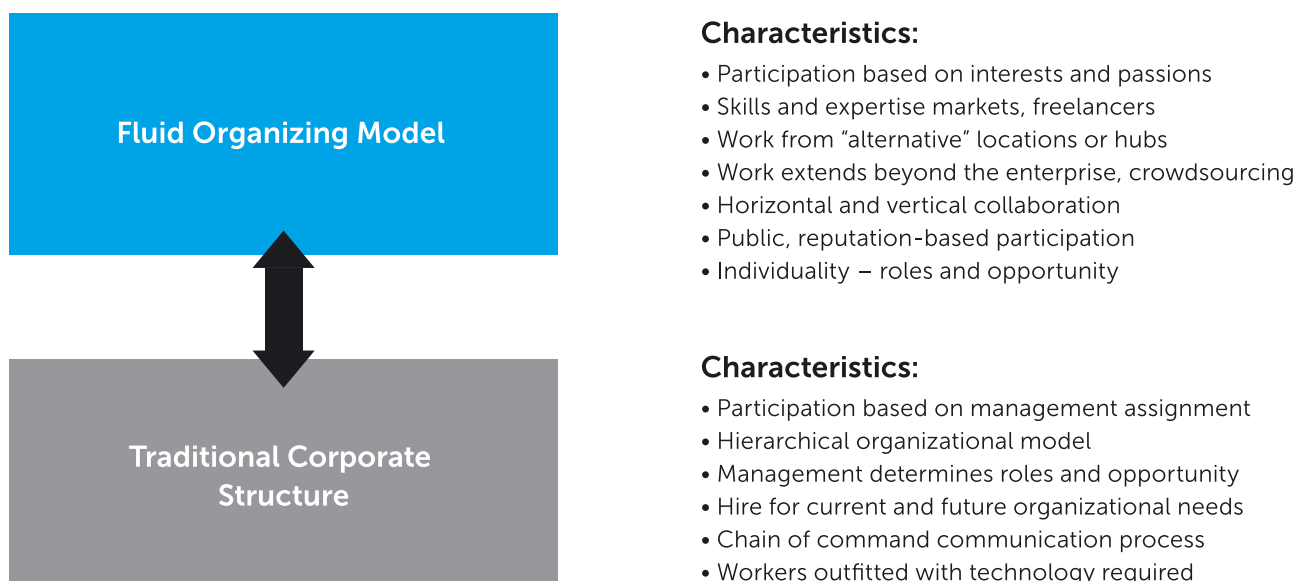 Fluid Organizing Model
Characteristics:
• Participation based on interests and passions
• Skills and expertise markets, freelancers
• Work from “alternative” locations or hubs
• Work extends beyond the enterprise, crowdsourcing
• Horizontal and vertical collaboration
• Public, reputation-based participation
• Individuality – roles and opportunity
Traditional Corporate
Structure
Characteristics:
• Participation based on management assignment
• Hierarchical organizational model
• Management determines roles and opportunity
• Hire for current and future organizational needs
• Chain of command communication process
• Workers outfitted with technology required